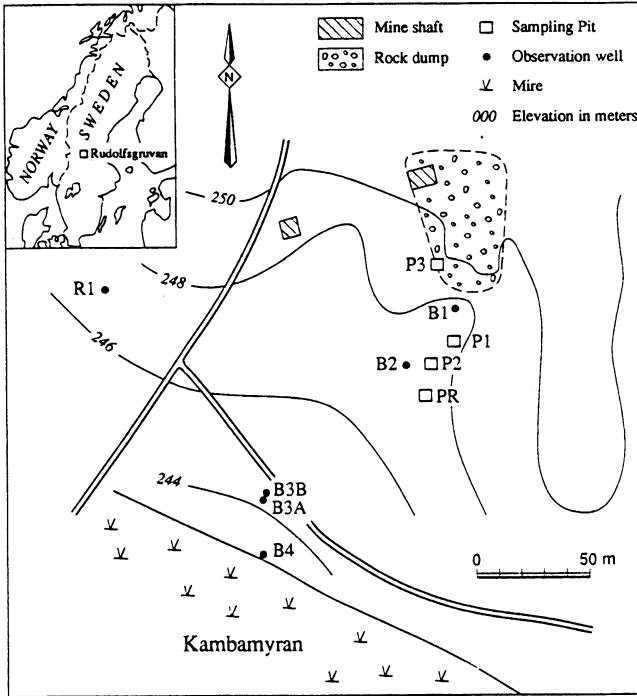 Mine shaft
Sampling Pit
Rock dump
Observation well
Mire
000 Elevation in meters
N
NORWAY
SWEDEN
Rudolfsgruvan
250
P3
248
R1
B1
246
P1
B2
P2
PR
244
B3B
B3A
B4
0 50 m
Kambamyran